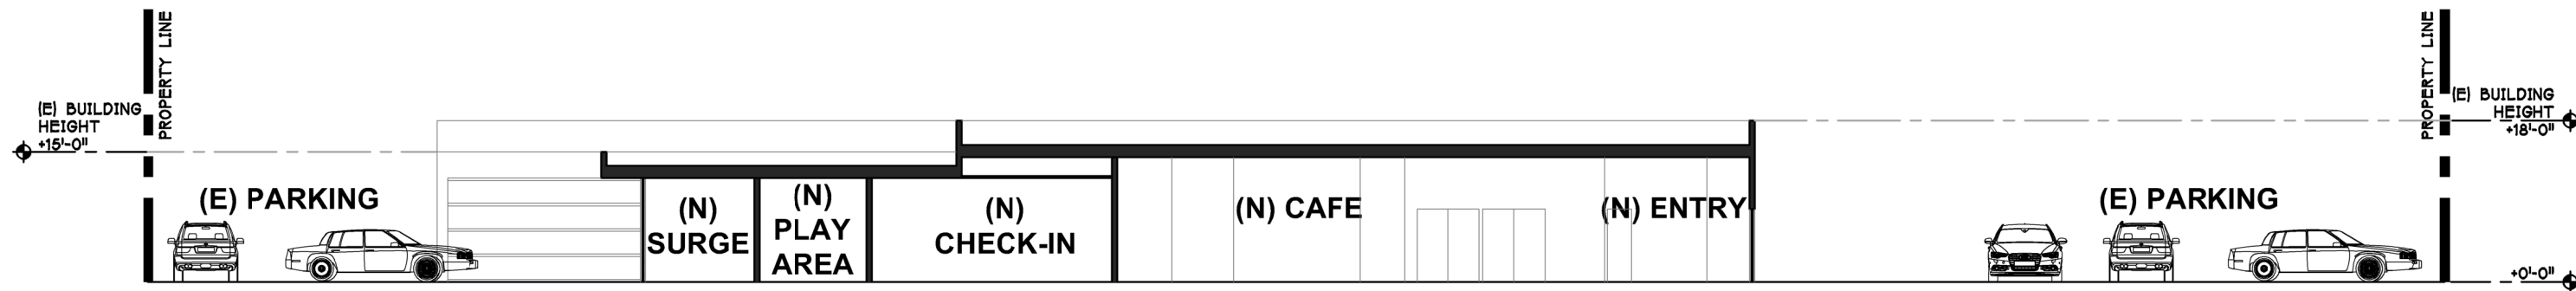 PROPERTY LINE
(E) BUILDING
HEIGHT
+15'-0"
(E) PARKING
(N)
SURGE
(N)
PLAY
AREA
(N)
CHECK-IN
(N) CAFE
(N) ENTRY
(E) PARKING
PROPERTY LINE
(E) BUILDING
HEIGHT
+18'-0"
+0'-0"